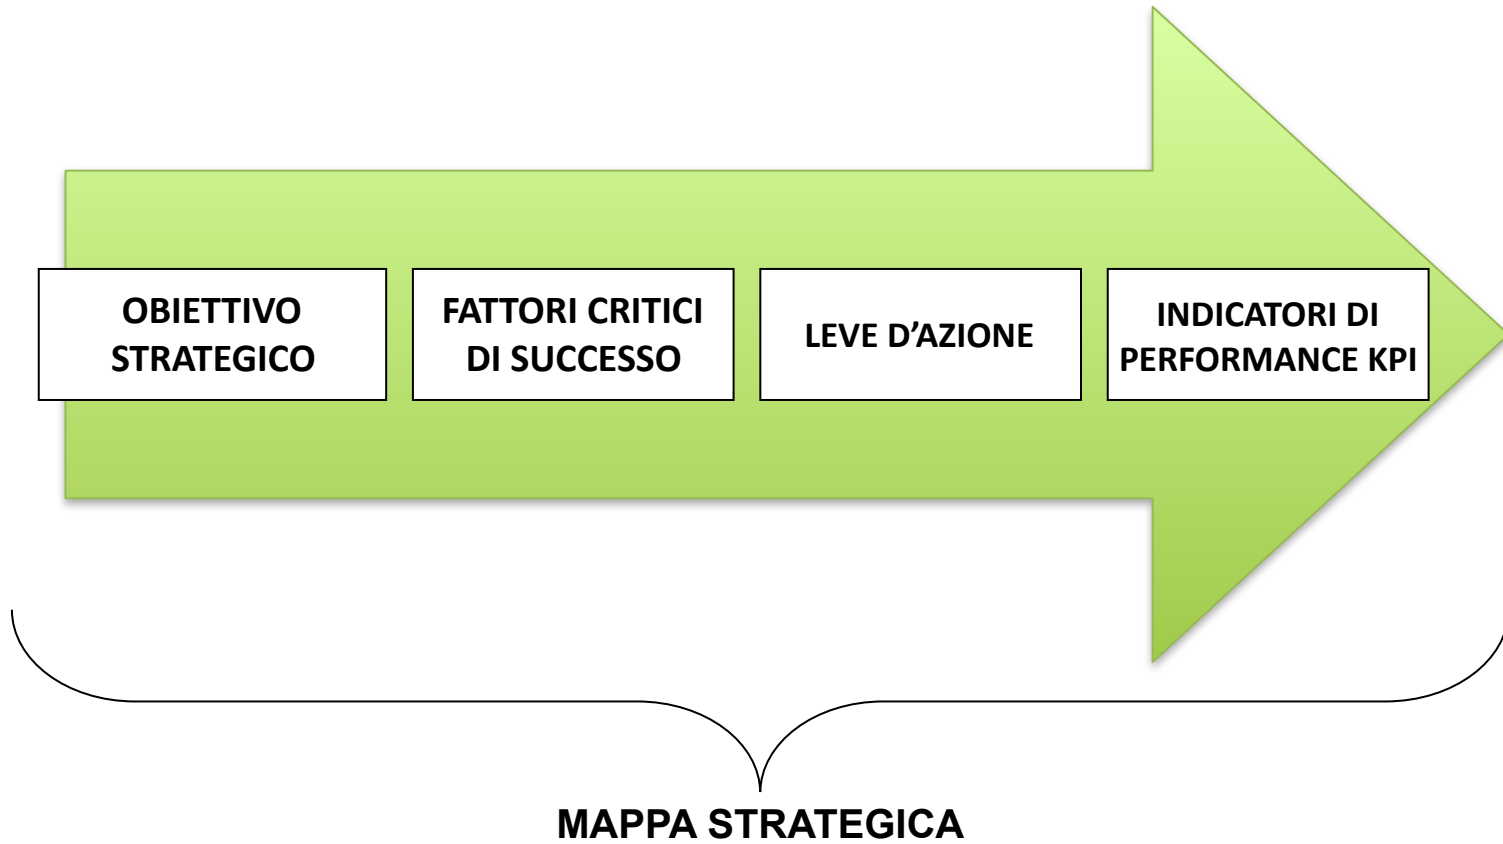 OBIETTIVO
STRATEGICO
FATTORI CRITICI
DI SUCCESSO
LEVE D’AZIONE
INDICATORI DI
PERFORMANCE KPI
MAPPA STRATEGICA